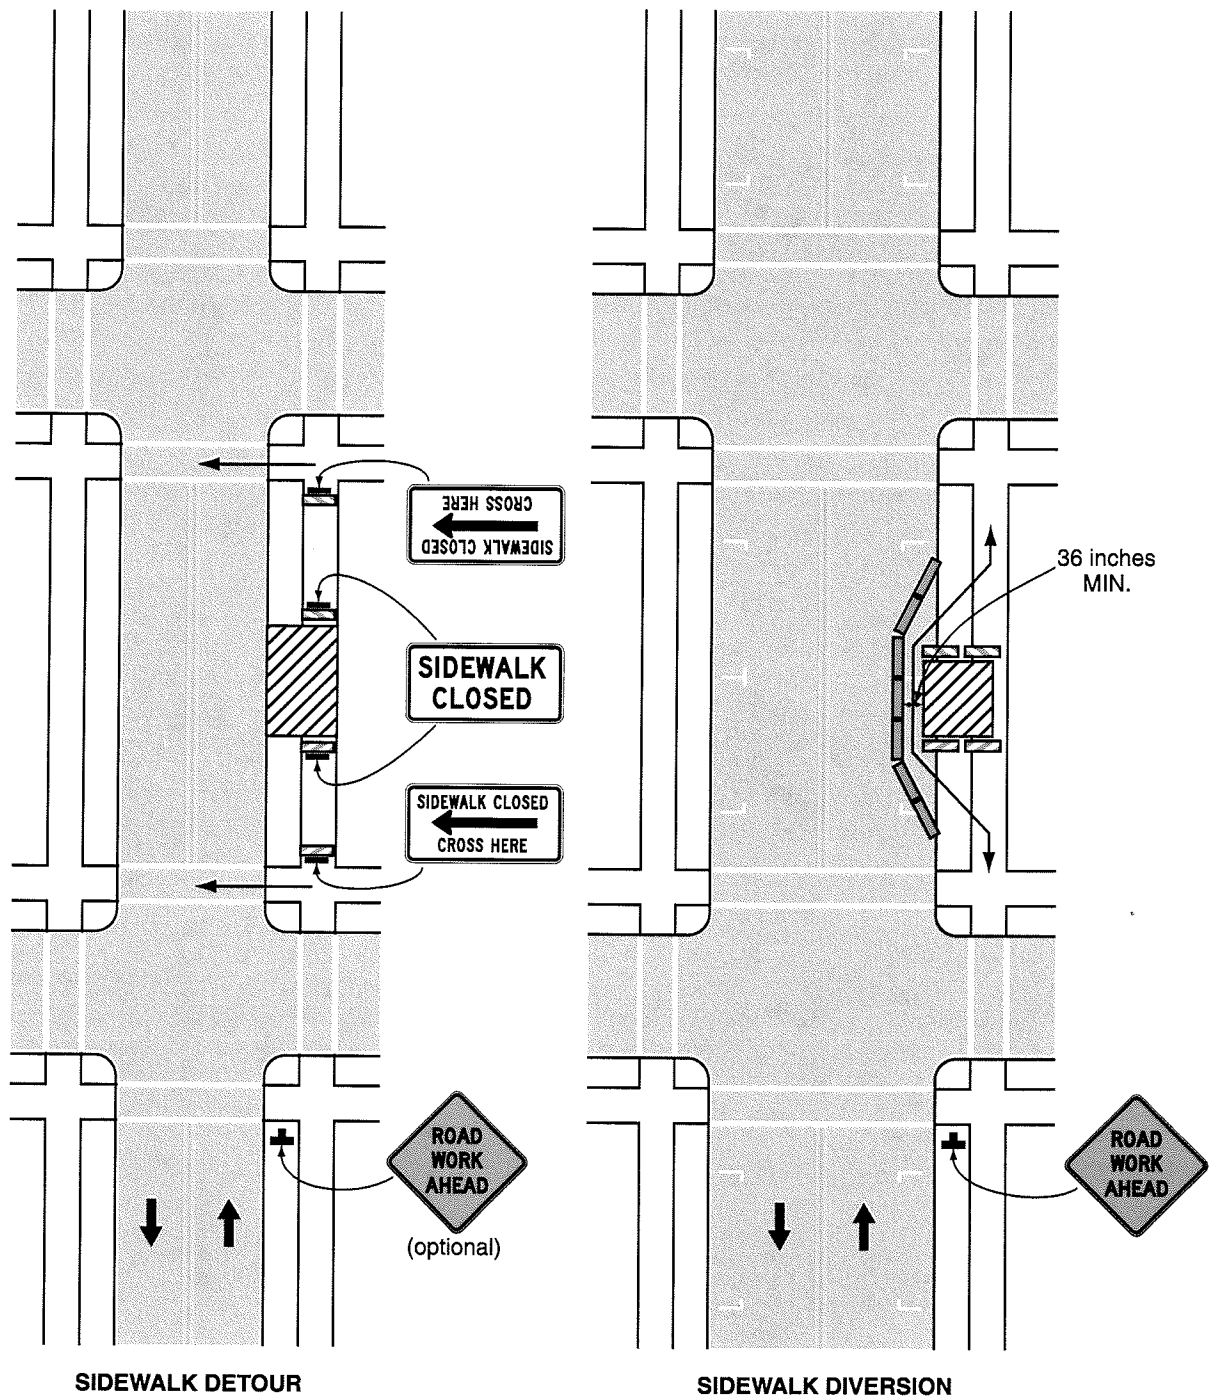 CROSS HERE
SIDEWALK CLOSED
36 inches
MIN.
SIDEWALK
CLOSED
SIDEWALK CLOSED
CROSS HERE
ROAD
WORK
AHEAD
(optional)
ROAD
WORK
AHEAD
SIDEWALK DETOUR
SIDEWALK DIVERSION